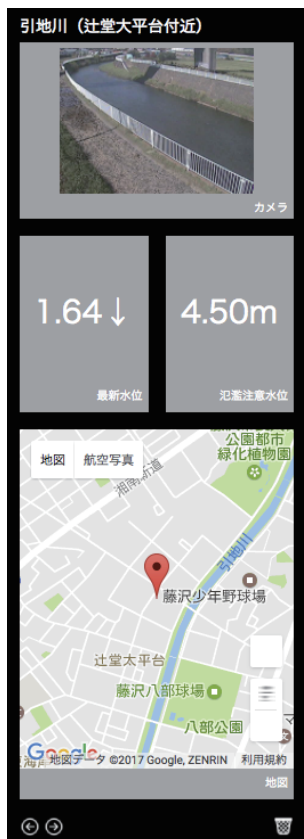 引地川（辻堂大平台付近）
カメラ
1.64↓
最新水位
4.50m
氾濫注意水位
地図
航空写真
公園都市
緑化植物園
湘南新道
引地川
藤沢少年野球場
辻堂太平台
藤沢八部球場
八部公園
Google
地図データ ©2017 Google, ZENRIN
利用規約
地図